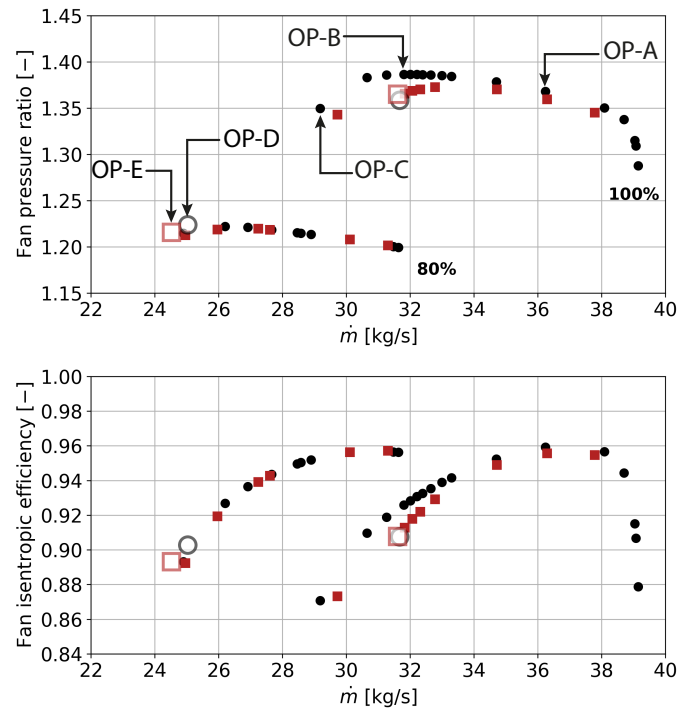 Fan pressure ratio [−]
1.45
1.40
1.35
1.30
1.25
1.20
1.15
OP-B
OP-A
OP-D
OP-E
OP-C
100%
80%
22 24 26 28 30 32 34 36 38 40
ṁ [kg/s]
Fan isentropic efficiency [−]
1.00
0.98
0.96
0.94
0.92
0.90
0.88
0.86
0.84
22 24 26 28 30 32 34 36 38 40
ṁ [kg/s]